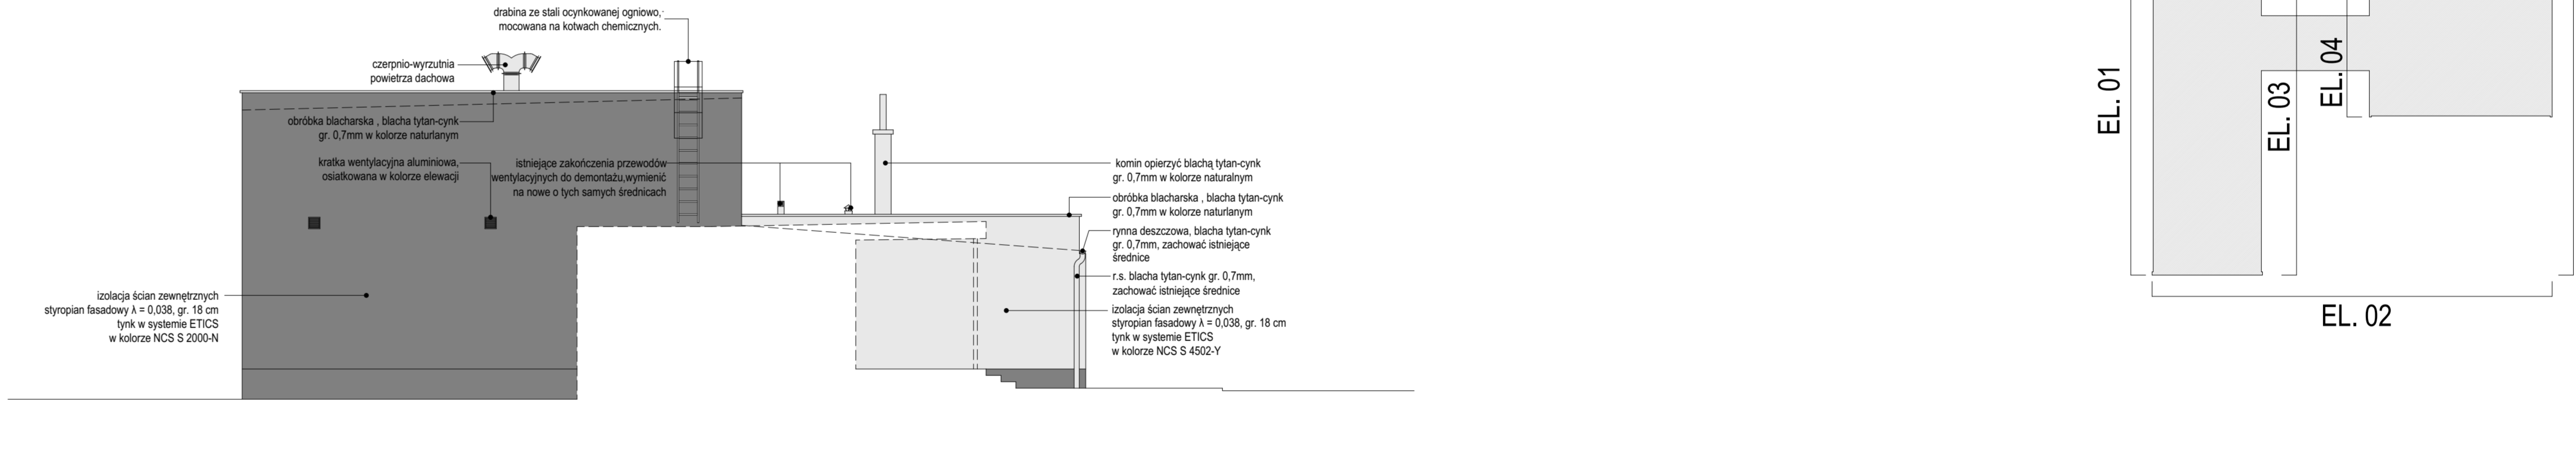 drabina ze stali ocynkowanej ogniowo,
mocowana na kotwach chemicznych.
czerpnio-wyrzutnia
powietrza dachowa
obróbka blacharska , blacha tytan-cynk
gr. 0,7mm w kolorze naturlanym
kratka wentylacyjna aluminiowa,
osiatkowana w kolorze elewacji
istniejące zakończenia przewodów
wentylacyjnych do demontażu,wymienić
na nowe o tych samych średnicach
izolacja ścian zewnętrznych
styropian fasadowy λ = 0,038, gr. 18 cm
tynk w systemie ETICS
w kolorze NCS S 2000-N
komin opierzyć blachą tytan-cynk
gr. 0,7mm w kolorze naturalnym
obróbka blacharska , blacha tytan-cynk
gr. 0,7mm w kolorze naturlanym
rynna deszczowa, blacha tytan-cynk
gr. 0,7mm, zachować istniejące
średnice
r.s. blacha tytan-cynk gr. 0,7mm,
zachować istniejące średnice
izolacja ścian zewnętrznych
styropian fasadowy λ = 0,038, gr. 18 cm
tynk w systemie ETICS
w kolorze NCS S 4502-Y
EL. 01
EL. 03
EL. 04
EL. 02